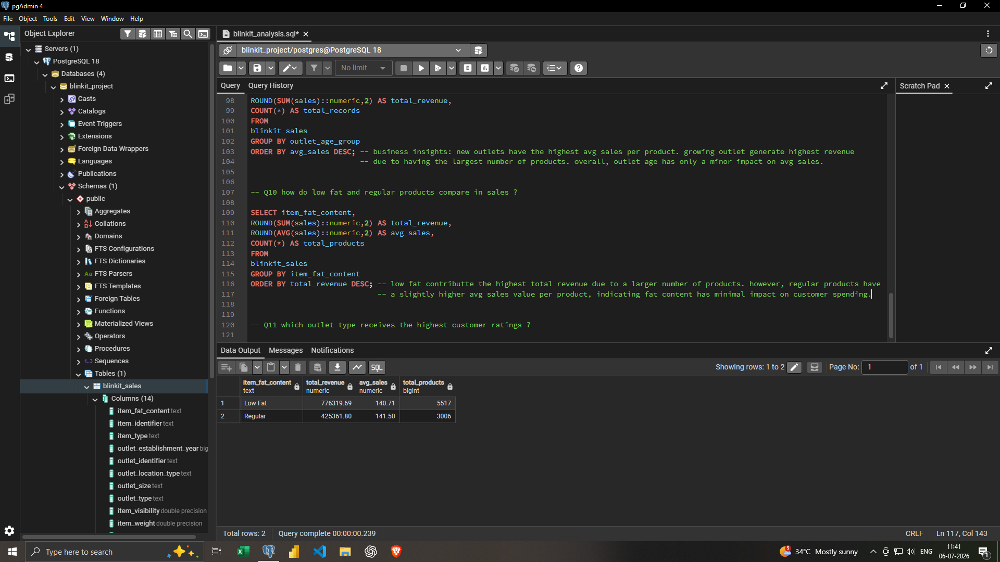 pgAdmin 4
File Object Tools Edit View Window Help
Object Explorer
blinkit_analysis.sql*
Servers (1)
PostgreSQL 18
Databases (4)
blinkit_project
Casts
Catalogs
Event Triggers
Extensions
Foreign Data Wrappers
Languages
Publications
Schemas (1)
public
Aggregates
Collations
Domains
FTS Configurations
FTS Dictionaries
Aa FTS Parsers
FTS Templates
Foreign Tables
Functions
Materialized Views
Operators
Procedures
1..3 Sequences
Tables (1)
blinkit_sales
Columns (14)
item_fat_content text
item_identifier text
item_type text
outlet_establishment_year big
outlet_identifier text
outlet_location_type text
outlet_size text
outlet_type text
item_visibility double precision
item_weight double precision
blinkit_project/postgres@PostgreSQL 18
No limit
E
Query Query History
Scratch Pad
98 ROUND(SUM(sales)::numeric,2) AS total_revenue,
99 COUNT(*) AS total_records
100 FROM
101 blinkit_sales
102 GROUP BY outlet_age_group
103 ORDER BY avg_sales DESC; -- business insights: new outlets have the highest avg sales per product. growing outlet generate highest revenue
104 -- due to having the largest number of products. overall, outlet age has only a minor impact on avg sales.
105
106
107 -- Q10 how do low fat and regular products compare in sales ?
108
109 SELECT item_fat_content,
110 ROUND(SUM(sales)::numeric,2) AS total_revenue,
111 ROUND(AVG(sales)::numeric,2) AS avg_sales,
112 COUNT(*) AS total_products
113 FROM
114 blinkit_sales
115 GROUP BY item_fat_content
116 ORDER BY total_revenue DESC; -- low fat contributte the highest total revenue due to a larger number of products. however, regular products have
117 -- a slightly higher avg sales value per product, indicating fat content has minimal impact on customer spending.
118
119
120 -- Q11 which outlet type receives the highest customer ratings ?
121
Data Output Messages Notifications
SQL
Showing rows: 1 to 2
Page No: 1 of 1
item_fat_content text total_revenue numeric avg_sales numeric total_products bigint
1 Low Fat 776319.69 140.71 5517
2 Regular 425361.80 141.50 3006
Total rows: 2 Query complete 00:00:00.239
CRLF Ln 117, Col 143
Type here to search
5
34°C Mostly sunny
ENG
11:41
06-07-2026
1